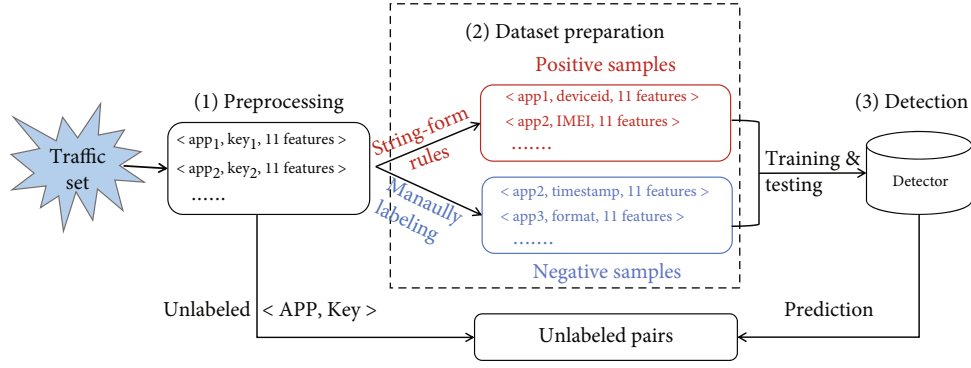 (2) Dataset preparation
Positive samples
(1) Preprocessing
(3) Detection
Traffic
set
< app1, key1, 11 features >
< app2, key2, 11 features >
......
String-form
rules
Manaully
labeling
< app1, deviceid, 11 features >
< app2, IMEI, 11 features >
.......
< app2, timestamp, 11 features >
< app3, format, 11 features >
.......
Negative samples
Training &
testing
Detector
Unlabeled < APP, Key >
Prediction
Unlabeled pairs